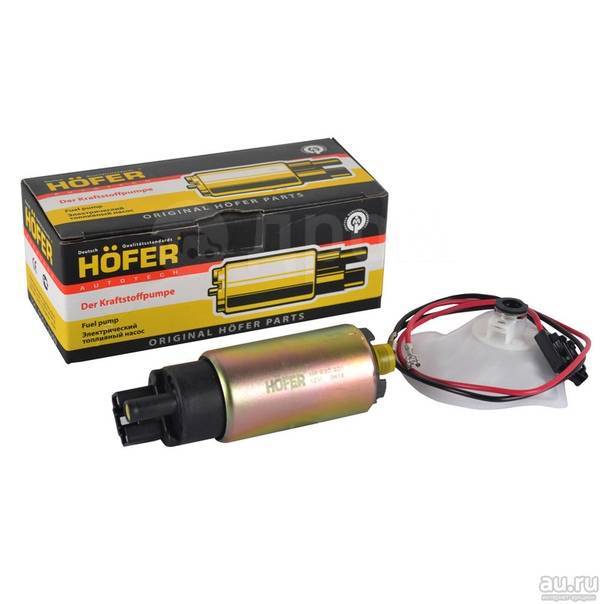 HÖFER
Der Kraftstoffpumpe
Fuel pump
Электрический
топливный насос
ORIGINAL HÖFER PARTS
Deutsch Qualitätsstandards
HÖFER®
AUTOTECH
Der Kraftstoffpumpe
Fuel pump
Электрический
топливный насос
ORIGINAL HÖFER PARTS
HÖFER
12V
au.ru